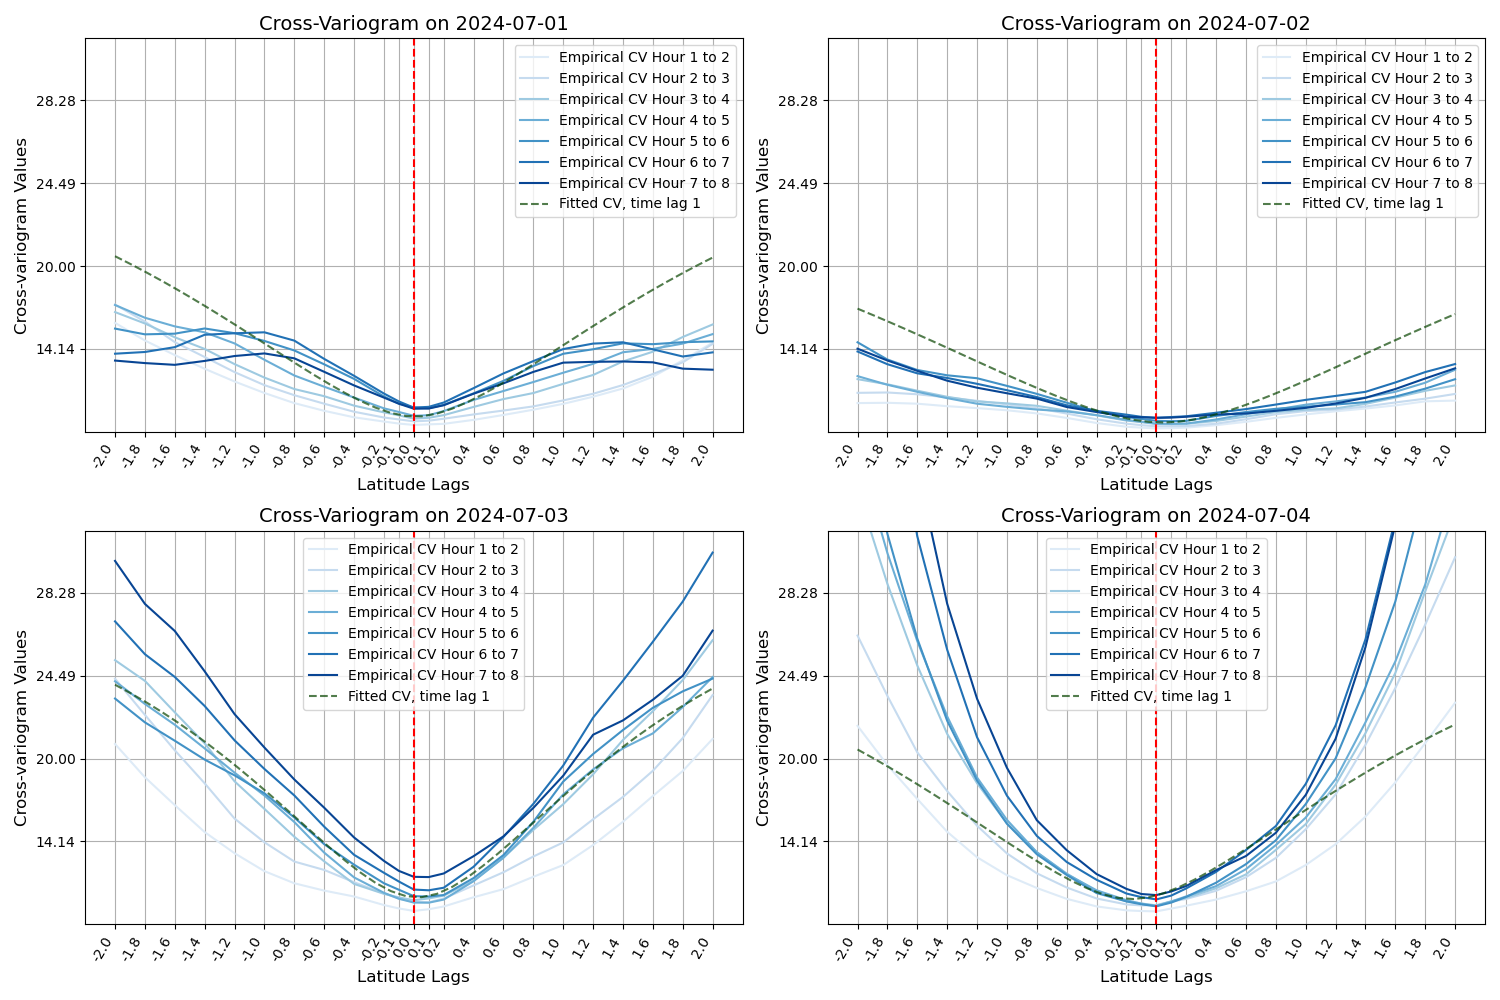 Cross-Variogram on 2024-07-01
Cross-variogram Values
28.28
24.49
20.00
14.14
Empirical CV Hour 1 to 2
Empirical CV Hour 2 to 3
Empirical CV Hour 3 to 4
Empirical CV Hour 4 to 5
Empirical CV Hour 5 to 6
Empirical CV Hour 6 to 7
Empirical CV Hour 7 to 8
Fitted CV, time lag 1
-2.0
-1.8
-1.6
-1.4
-1.2
-1.0
-0.8
-0.6
-0.4
-0.2
-0.1
0.0
0.1
0.2
0.4
0.6
0.8
1.0
1.2
1.4
1.6
1.8
2.0
Latitude Lags
Cross-Variogram on 2024-07-02
Cross-variogram Values
28.28
24.49
20.00
14.14
Empirical CV Hour 1 to 2
Empirical CV Hour 2 to 3
Empirical CV Hour 3 to 4
Empirical CV Hour 4 to 5
Empirical CV Hour 5 to 6
Empirical CV Hour 6 to 7
Empirical CV Hour 7 to 8
Fitted CV, time lag 1
-2.0
-1.8
-1.6
-1.4
-1.2
-1.0
-0.8
-0.6
-0.4
-0.2
-0.1
0.0
0.1
0.2
0.4
0.6
0.8
1.0
1.2
1.4
1.6
1.8
2.0
Latitude Lags
Cross-Variogram on 2024-07-03
Cross-variogram Values
28.28
24.49
20.00
14.14
Empirical CV Hour 1 to 2
Empirical CV Hour 2 to 3
Empirical CV Hour 3 to 4
Empirical CV Hour 4 to 5
Empirical CV Hour 5 to 6
Empirical CV Hour 6 to 7
Empirical CV Hour 7 to 8
Fitted CV, time lag 1
-2.0
-1.8
-1.6
-1.4
-1.2
-1.0
-0.8
-0.6
-0.4
-0.2
-0.1
0.0
0.1
0.2
0.4
0.6
0.8
1.0
1.2
1.4
1.6
1.8
2.0
Latitude Lags
Cross-Variogram on 2024-07-04
Cross-variogram Values
28.28
24.49
20.00
14.14
Empirical CV Hour 1 to 2
Empirical CV Hour 2 to 3
Empirical CV Hour 3 to 4
Empirical CV Hour 4 to 5
Empirical CV Hour 5 to 6
Empirical CV Hour 6 to 7
Empirical CV Hour 7 to 8
Fitted CV, time lag 1
-2.0
-1.8
-1.6
-1.4
-1.2
-1.0
-0.8
-0.6
-0.4
-0.2
-0.1
0.0
0.1
0.2
0.4
0.6
0.8
1.0
1.2
1.4
1.6
1.8
2.0
Latitude Lags